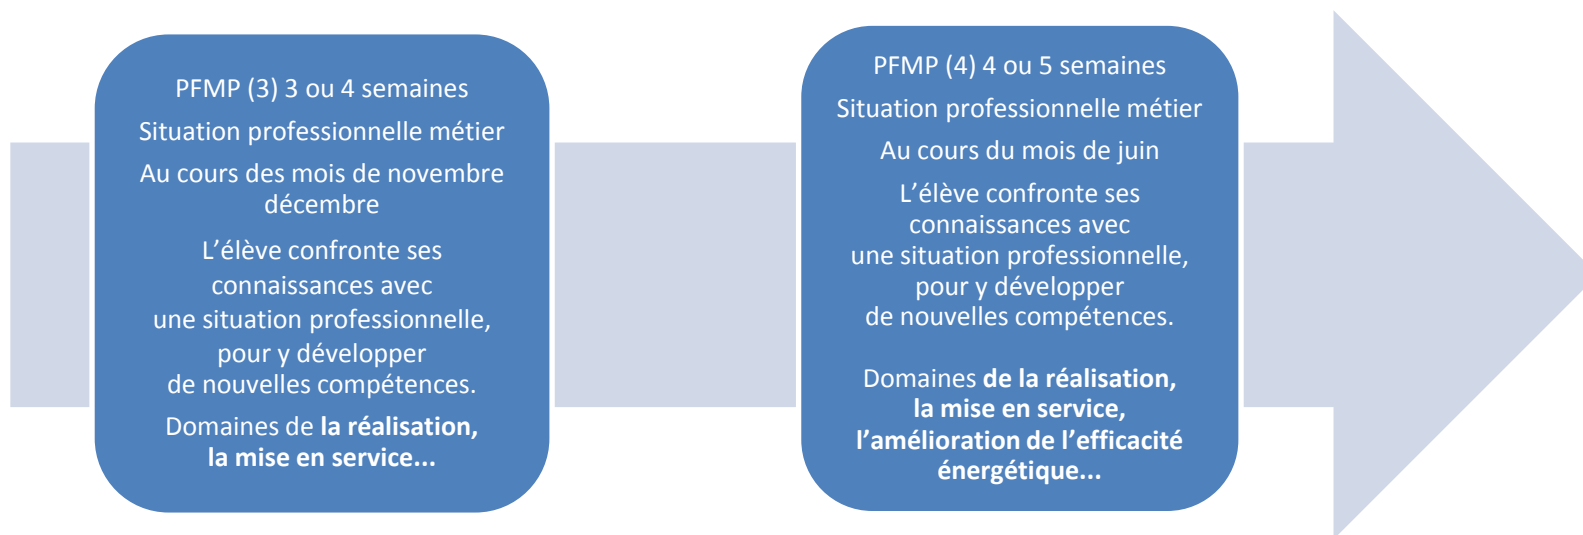 PFMP (3) 3 ou 4 semaines
Situation professionnelle métier
Au cours des mois de novembre
décembre
L’élève confronte ses
connaissances avec
une situation professionnelle,
pour y développer
de nouvelles compétences.
Domaines de la réalisation,
la mise en service...
PFMP (4) 4 ou 5 semaines
Situation professionnelle métier
Au cours du mois de juin
L’élève confronte ses
connaissances avec
une situation professionnelle,
pour y développer
de nouvelles compétences.
Domaines de la réalisation,
la mise en service,
l’amélioration de l’efficacité
énergétique...